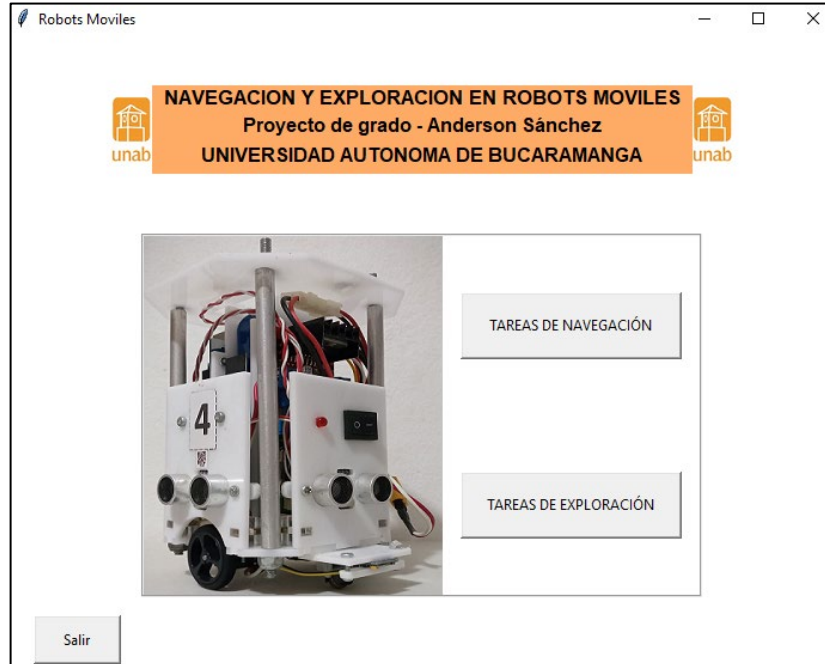 Robots Moviles
NAVEGACION Y EXPLORACION EN ROBOTS MOVILES
Proyecto de grado - Anderson Sánchez
UNIVERSIDAD AUTONOMA DE BUCARAMANGA
unab
unab
TAREAS DE NAVEGACIÓN
4
TAREAS DE EXPLORACIÓN
Salir